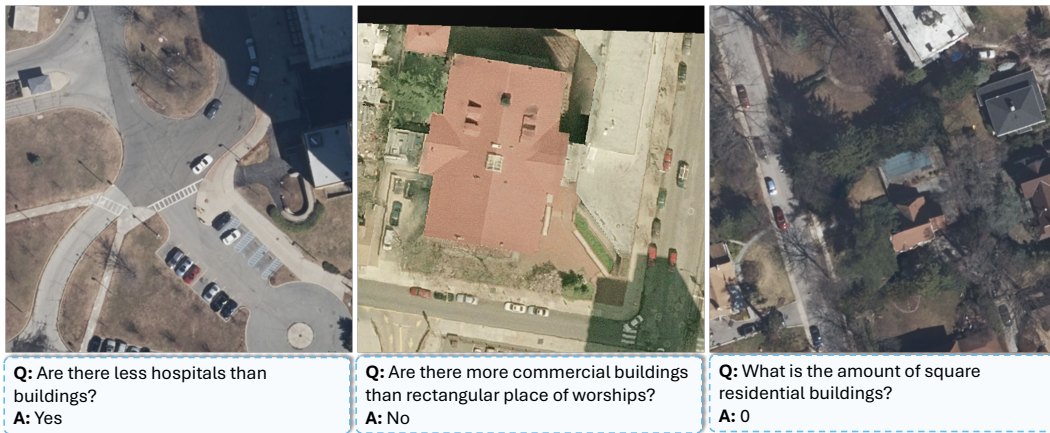 Q: Are there less hospitals than
buildings?
A: Yes
Q: Are there more commercial buildings
than rectangular place of worships?
A: No
Q: What is the amount of square
residential buildings?
A: 0